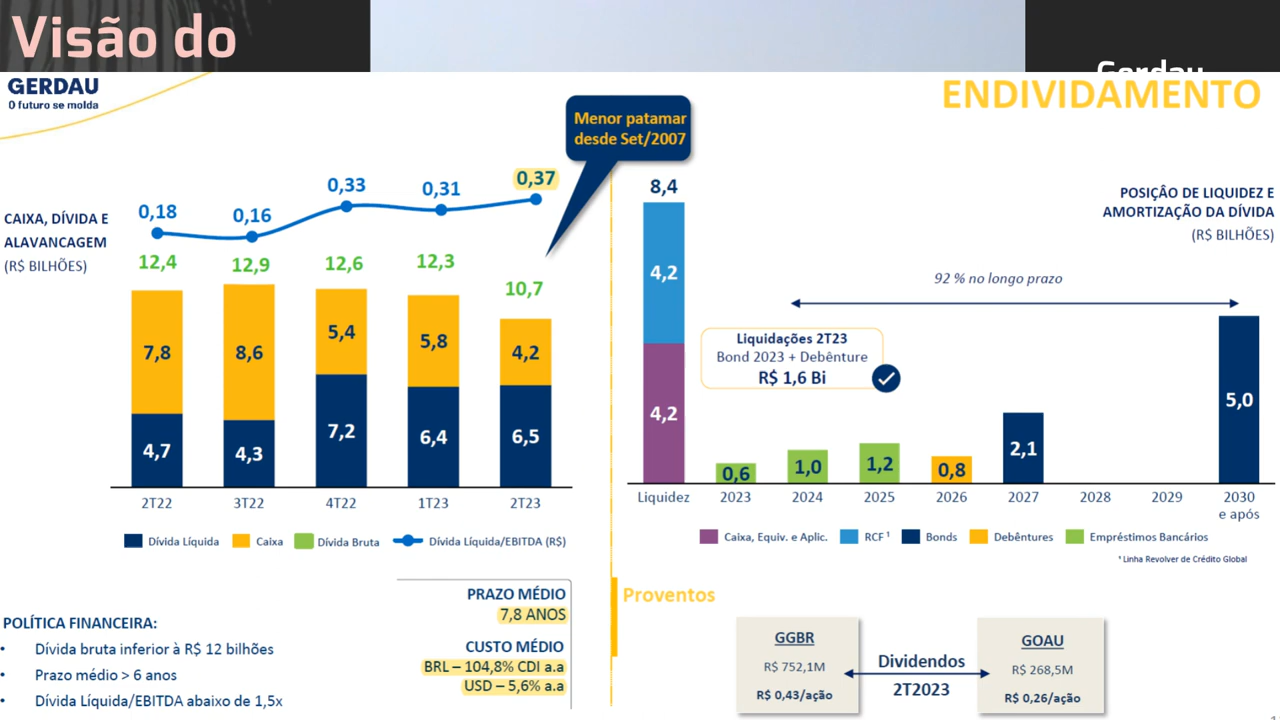 Visão do
Gerdau
GERDAU
O futuro se molda
ENDIVIDAMENTO
Menor patamar
desde Set/2007
CAIXA, DÍVIDA E
ALAVANCAGEM
(R$ BILHÕES)
0,18
0,16
0,33
0,31
0,37
12,4
12,9
12,6
12,3
10,7
7,8
8,6
5,4
5,8
4,2
4,7
4,3
7,2
6,4
6,5
2T22
3T22
4T22
1T23
2T23
Dívida Líquida
Caixa
Dívida Bruta
Dívida Líquida/EBITDA (R$)
POSIÇÂO DE LIQUIDEZ E
AMORTIZAÇÃO DA DÍVIDA
(R$ BILHÕES)
92 % no longo prazo
Liquidações 2T23
Bond 2023 + Debênture
R$ 1,6 Bi
8,4
4,2
4,2
0,6
1,0
1,2
0,8
2,1
5,0
Liquidez
2023
2024
2025
2026
2027
2028
2029
2030
e após
Caixa, Equiv. e Aplic.
RCF ¹
Bonds
Debêntures
Empréstimos Bancários
¹ Linha Revolver de Crédito Global
POLÍTICA FINANCEIRA:
• Dívida bruta inferior à R$ 12 bilhões
• Prazo médio > 6 anos
• Dívida Líquida/EBITDA abaixo de 1,5x
PRAZO MÉDIO
7,8 ANOS
CUSTO MÉDIO
BRL – 104,8% CDI a.a
USD – 5,6% a.a
Proventos
GGBR
R$ 752,1M
R$ 0,43/ação
Dividendos
2T2023
GOAU
R$ 268,5M
R$ 0,26/ação